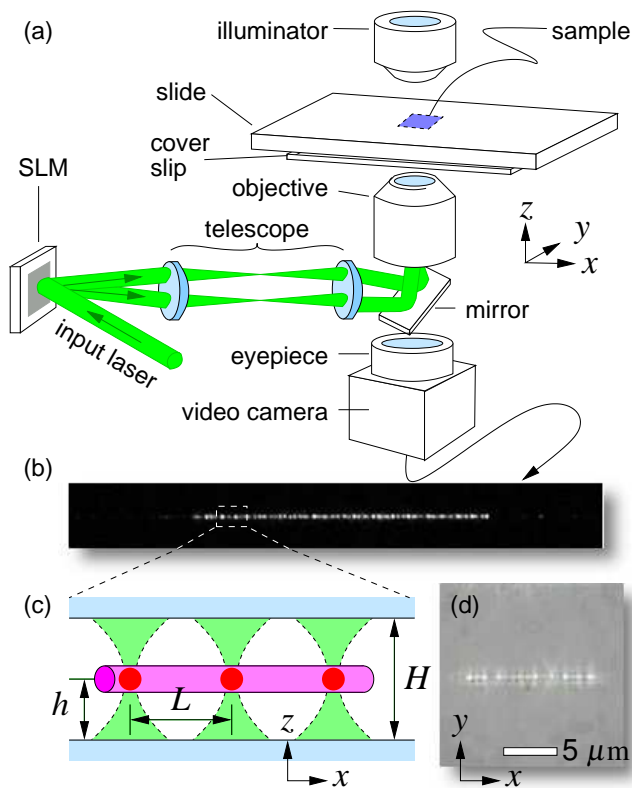 (a)
illuminator
sample
slide
cover
slip
SLM
objective
telescope
z
y
x
input laser
mirror
eyepiece
video camera
(b)
(c)
(d)
h
L
H
z
x
y
x
5 μm